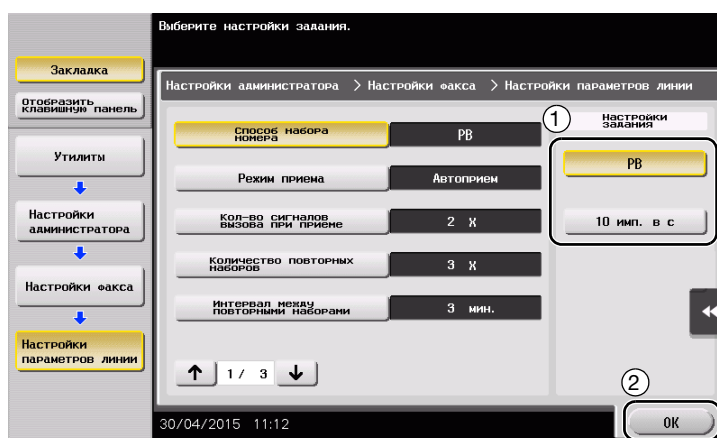 Выберите настройки задания.
Закладка
Отобразить
клавишную панель
Утилиты
Настройки
администратора
Настройки факса
Настройки
параметров линии
Настройки администратора > Настройки факса > Настройки параметров линии
Способ набора
номера
PB
Режим приема
Автоприем
Кол-во сигналов
вызова при приеме
2 X
Количество повторных
наборов
3 X
Интервал между
повторными наборами
3 мин.
↑ 1/ 3 ↓
1
Настройки
задания
PB
10 имп. в с
2
30/04/2015 11:12
OK